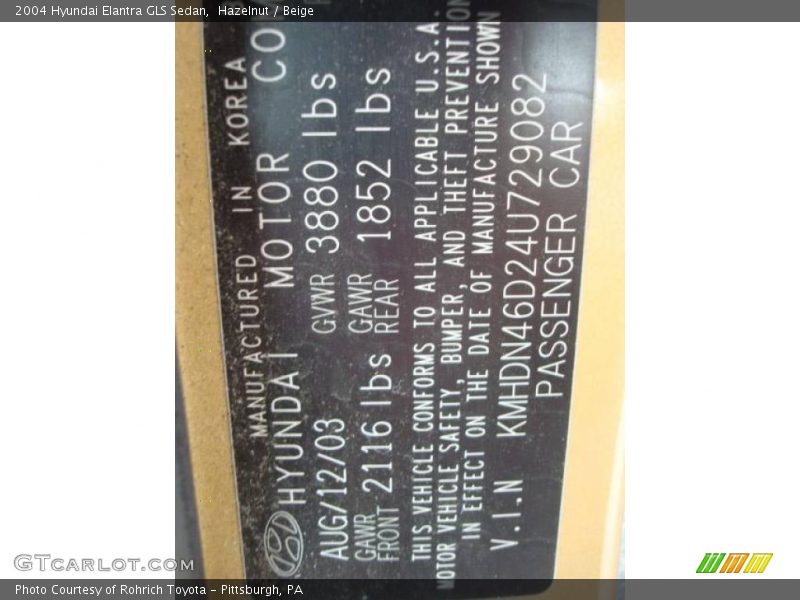 2004 Hyundai Elantra GLS Sedan,  Hazelnut / Beige
MANUFACTURED IN KOREA
HYUNDAI MOTOR CO
AUG/12/03 GVWR 3880 lbs
GAWR FRONT 2116 lbs GAWR REAR 1852 lbs
THIS VEHICLE CONFORMS TO ALL APPLICABLE U.S.A.
MOTOR VEHICLE SAFETY, BUMPER, AND THEFT PREVENTION
IN EFFECT ON THE DATE OF MANUFACTURE SHOWN
V.I.N KMHDN46D24U729082
PASSENGER CAR
GTcarlot.com
Photo Courtesy of Rohrich Toyota - Pittsburgh, PA